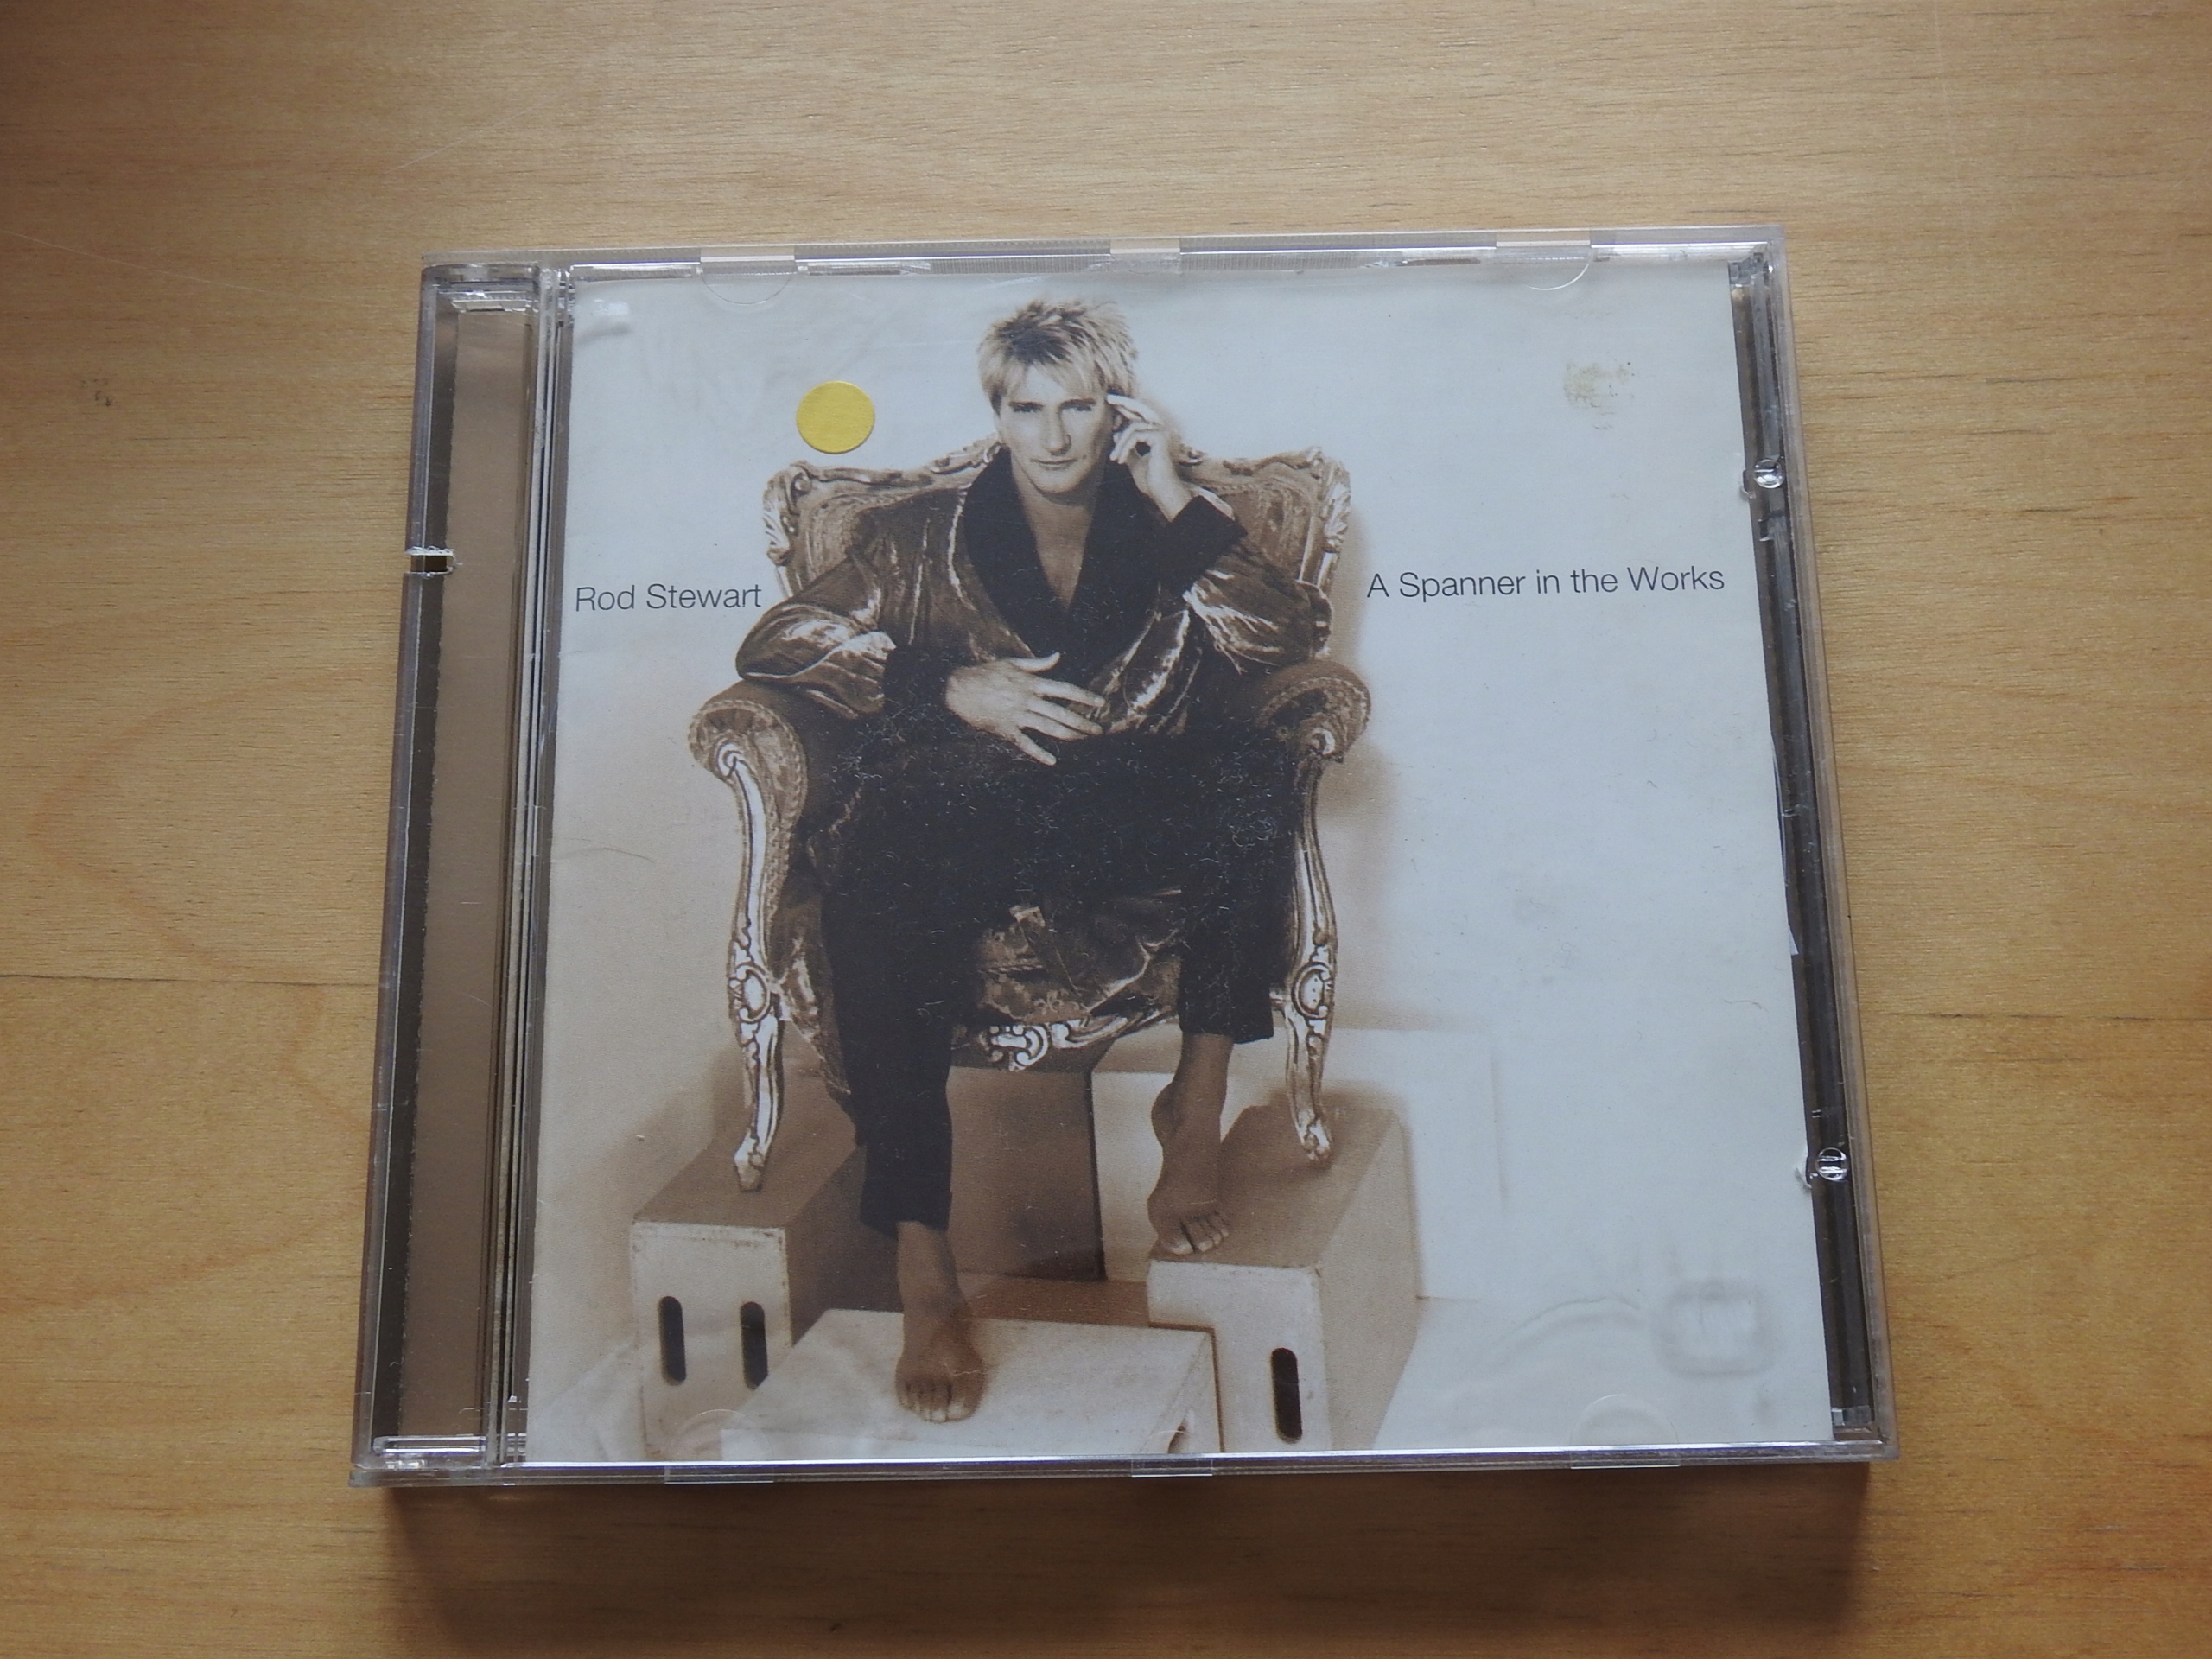 Rod Stewart
A Spanner in the Works